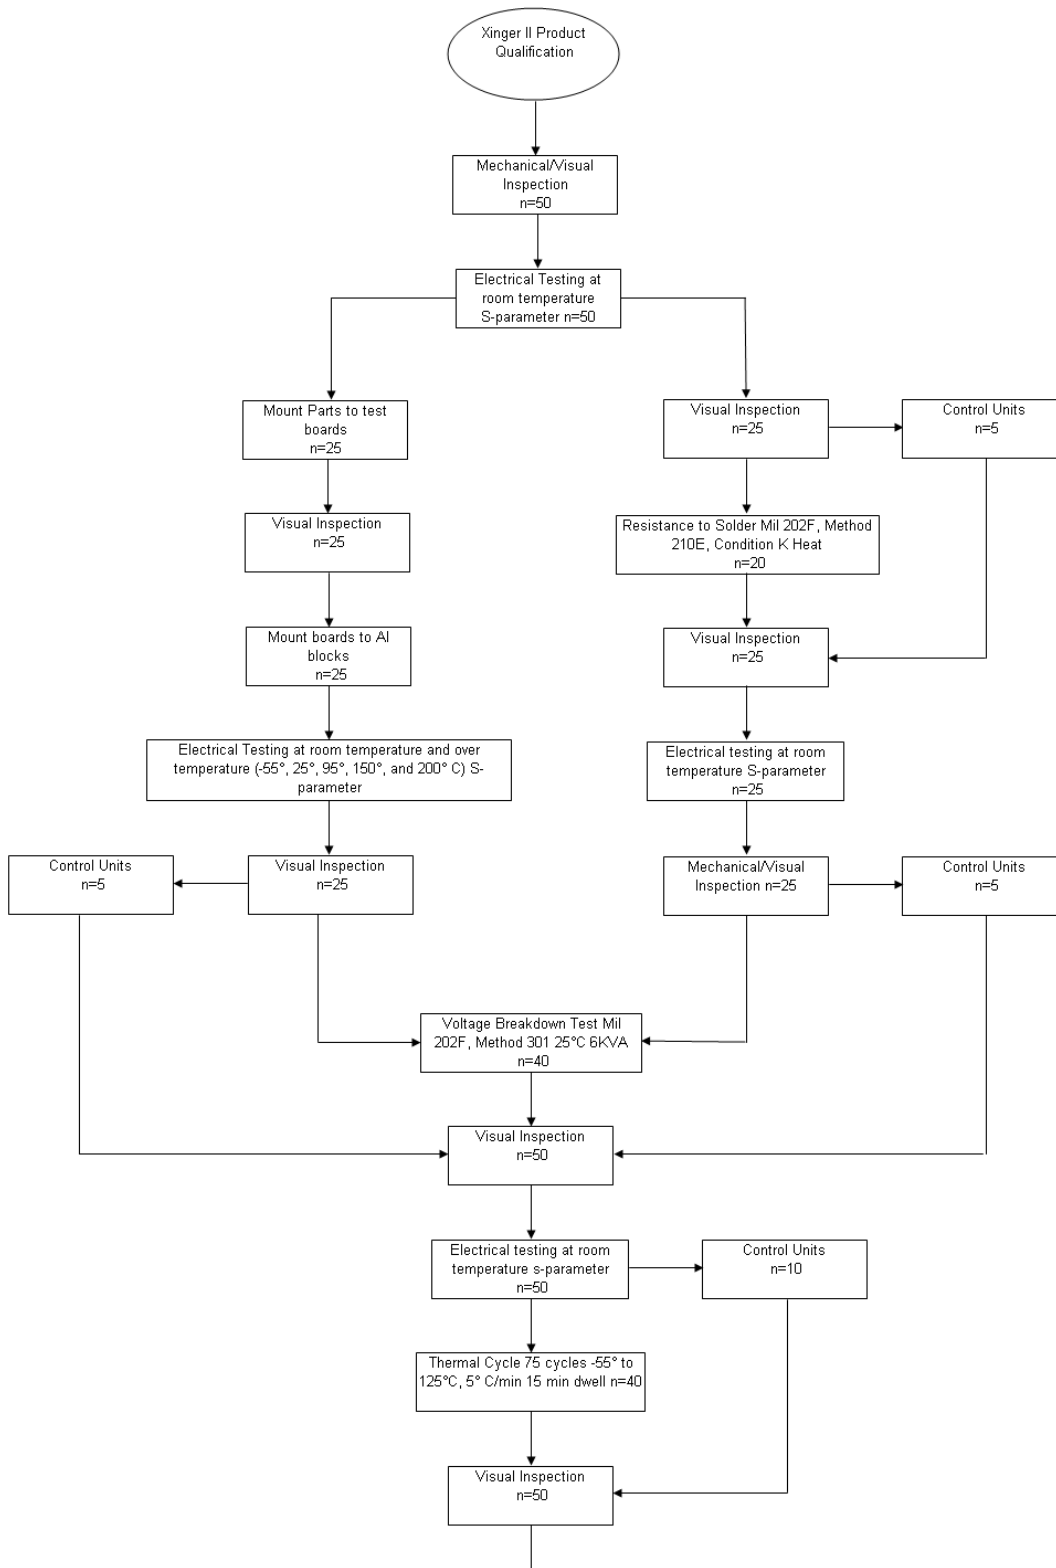 Xinger II Product
Qualification
Mechanical/Visual
Inspection
n=50
Electrical Testing at
room temperature
S-parameter n=50
Mount Parts to test
boards
n=25
Visual Inspection
n=25
Control Units
n=5
Visual Inspection
n=25
Resistance to Solder Mil 202F, Method
210E, Condition K Heat
n=20
Mount boards to Al
blocks
n=25
Visual Inspection
n=25
Electrical Testing at room temperature and over
temperature (-55°, 25°, 95°, 150°, and 200° C) S-
parameter
Electrical testing at room
temperature S-parameter
n=25
Control Units
n=5
Visual Inspection
n=25
Mechanical/Visual
Inspection n=25
Control Units
n=5
Voltage Breakdown Test Mil
202F, Method 301 25°C 6KVA
n=40
Visual Inspection
n=50
Electrical testing at room
temperature s-parameter
n=50
Control Units
n=10
Thermal Cycle 75 cycles -55° to
125°C, 5° C/min 15 min dwell n=40
Visual Inspection
n=50